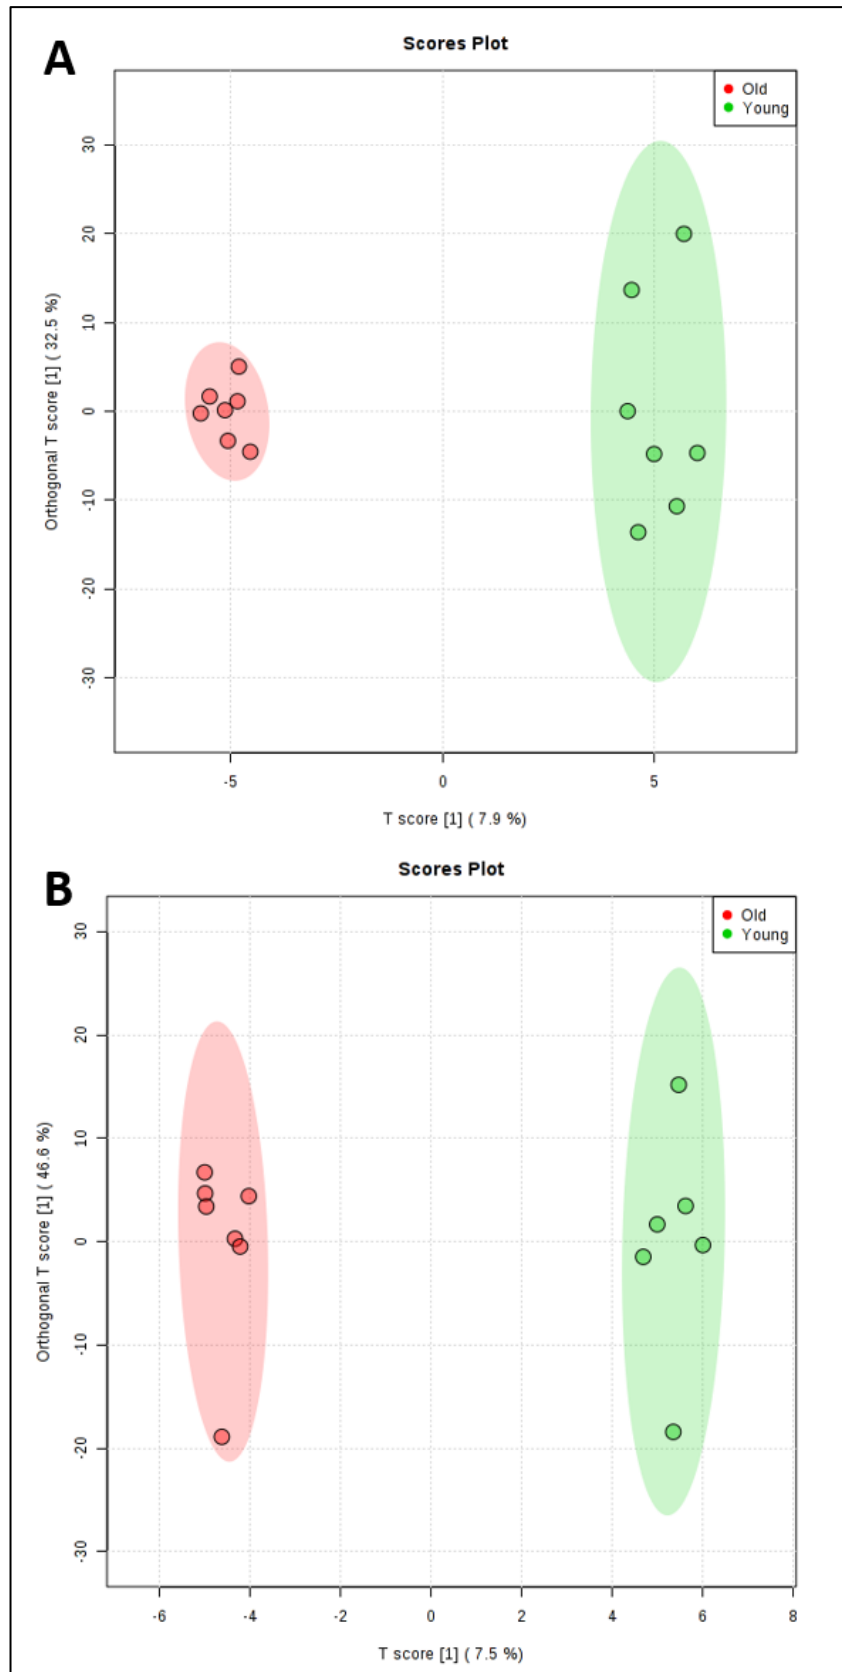 A
Scores Plot
Old
Young
30
20
10
0
-10
-20
-30
Orthogonal T score [1] ( 32.5 %)
-5
0
5
T score [1] ( 7.9 %)
B
Scores Plot
Old
Young
30
20
10
0
-10
-20
-30
Orthogonal T score [1] ( 46.6 %)
-6
-4
-2
0
2
4
6
8
T score [1] ( 7.5 %)